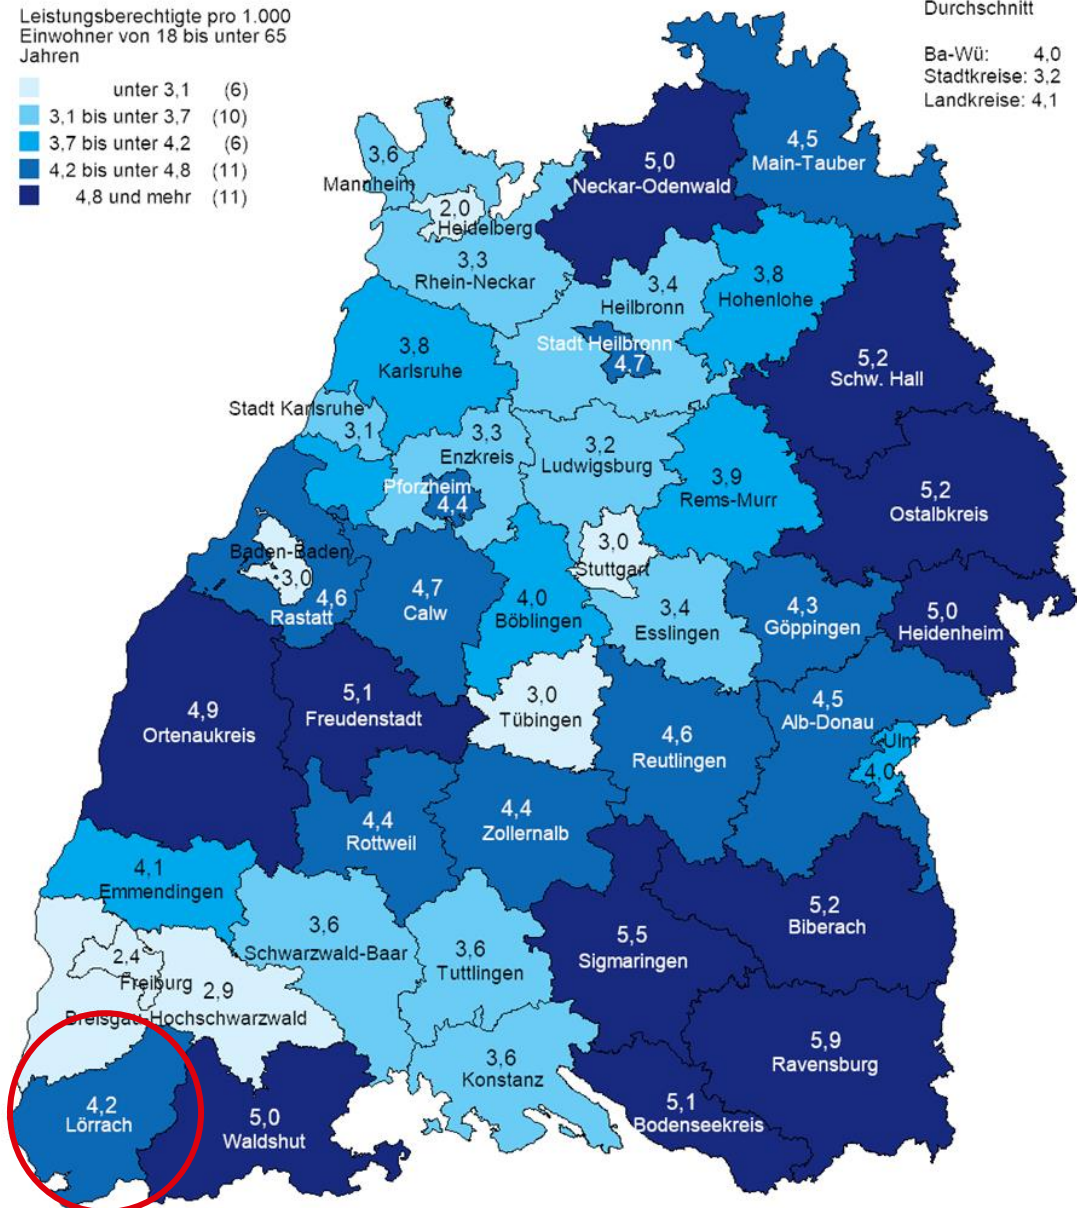 Leistungsberechtigte pro 1.000
Einwohner von 18 bis unter 65
Jahren
unter 3,1 (6)
3,1 bis unter 3,7 (10)
3,7 bis unter 4,2 (6)
4,2 bis unter 4,8 (11)
4,8 und mehr (11)
Durchschnitt
Ba-Wü: 4,0
Stadtkreise: 3,2
Landkreise: 4,1
4,5
Main-Tauber
5,0
Neckar-Odenwald
3,6
Mannheim
2,0
Heidelberg
3,3
Rhein-Neckar
3,4
Heilbronn
3,8
Hohenlohe
Stadt Heilbronn
4,7
3,8
Karlsruhe
5,2
Schw. Hall
Stadt Karlsruhe
3,1
3,3
Enzkreis
3,2
Ludwigsburg
3,9
Rems-Murr
5,2
Ostalbkreis
Pforzheim
4,4
Baden-Baden
3,0
3,0
Stuttgart
4,6
Rastatt
4,7
Calw
4,0
Böblingen
3,4
Esslingen
4,3
Göppingen
5,0
Heidenheim
4,9
Ortenaukreis
5,1
Freudenstadt
3,0
Tübingen
4,6
Reutlingen
4,5
Alb-Donau
Ulm
4,0
4,4
Rottweil
4,4
Zollernalb
4,1
Emmendingen
3,6
Schwarzwald-Baar
3,6
Tuttlingen
5,5
Sigmaringen
5,2
Biberach
2,4
Freiburg
2,9
Breisgau-Hochschwarzwald
3,6
Konstanz
5,9
Ravensburg
4,2
Lörrach
5,0
Waldshut
5,1
Bodenseekreis